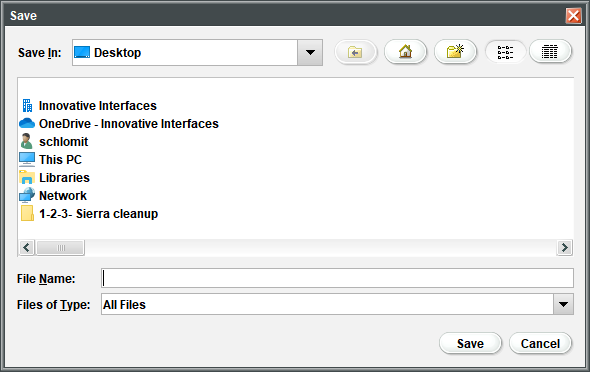 Save
Save In: Desktop
Innovative Interfaces
OneDrive - Innovative Interfaces
schlomit
This PC
Libraries
Network
1-2-3- Sierra cleanup
File Name:
Files of Type: All Files
Save Cancel